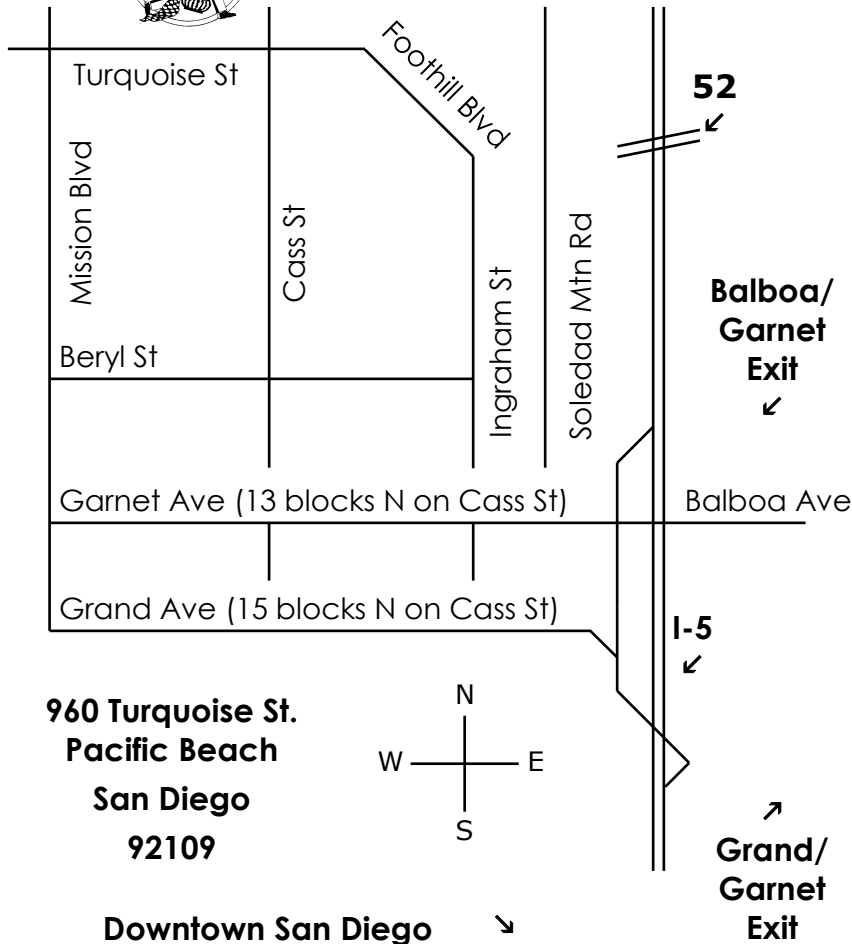 Foothill Blvd
Turquoise St
52
Mission Blvd
Cass St
Ingraham St
Soledad Mtn Rd
Balboa/
Garnet
Exit
Beryl St
Garnet Ave (13 blocks N on Cass St)
Balboa Ave
Grand Ave (15 blocks N on Cass St)
I-5
960 Turquoise St.
Pacific Beach
San Diego
92109
N
W
E
S
Grand/
Garnet
Exit
Downtown San Diego